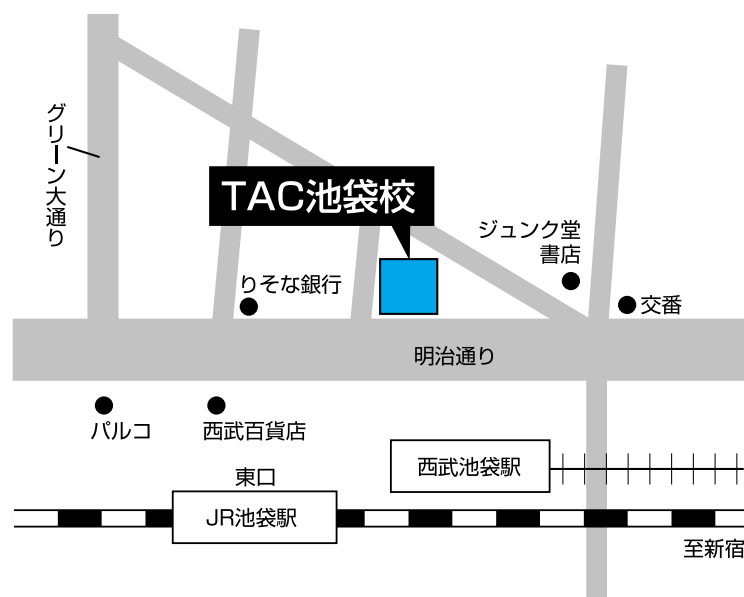 グリーン大通り
TAC池袋校
ジュンク堂
書店
りそな銀行
交番
明治通り
パルコ
西武百貨店
西武池袋駅
東口
JR池袋駅
至新宿